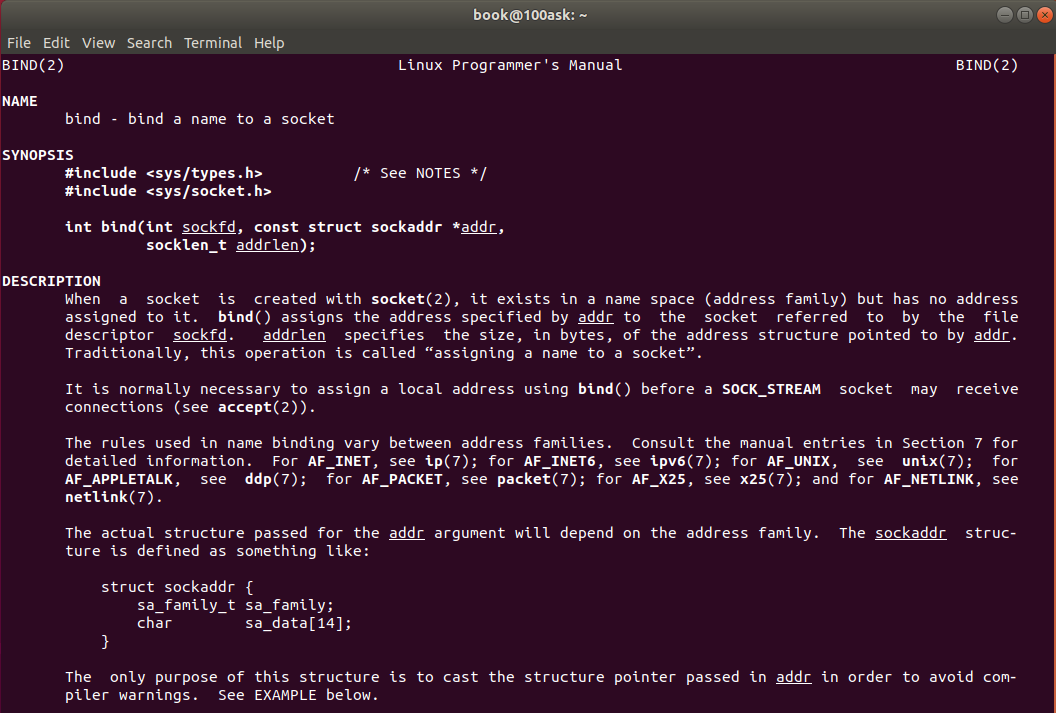 book@100ask: ~
File Edit View Search Terminal Help
BIND(2) Linux Programmer's Manual BIND(2)
NAME
bind - bind a name to a socket
SYNOPSIS
#include <sys/types.h> /* See NOTES */
#include <sys/socket.h>
int bind(int sockfd, const struct sockaddr *addr,
socklen_t addrlen);
DESCRIPTION
When a socket is created with socket(2), it exists in a name space (address family) but has no address
assigned to it. bind() assigns the address specified by addr to the socket referred to by the file
descriptor sockfd. addrlen specifies the size, in bytes, of the address structure pointed to by addr.
Traditionally, this operation is called “assigning a name to a socket”.
It is normally necessary to assign a local address using bind() before a SOCK_STREAM socket may receive
connections (see accept(2)).
The rules used in name binding vary between address families. Consult the manual entries in Section 7 for
detailed information. For AF_INET, see ip(7); for AF_INET6, see ipv6(7); for AF_UNIX, see unix(7); for
AF_APPLETALK, see ddp(7); for AF_PACKET, see packet(7); for AF_X25, see x25(7); and for AF_NETLINK, see
netlink(7).
The actual structure passed for the addr argument will depend on the address family. The sockaddr struc-
ture is defined as something like:
struct sockaddr {
sa_family_t sa_family;
char sa_data[14];
}
The only purpose of this structure is to cast the structure pointer passed in addr in order to avoid com-
piler warnings. See EXAMPLE below.